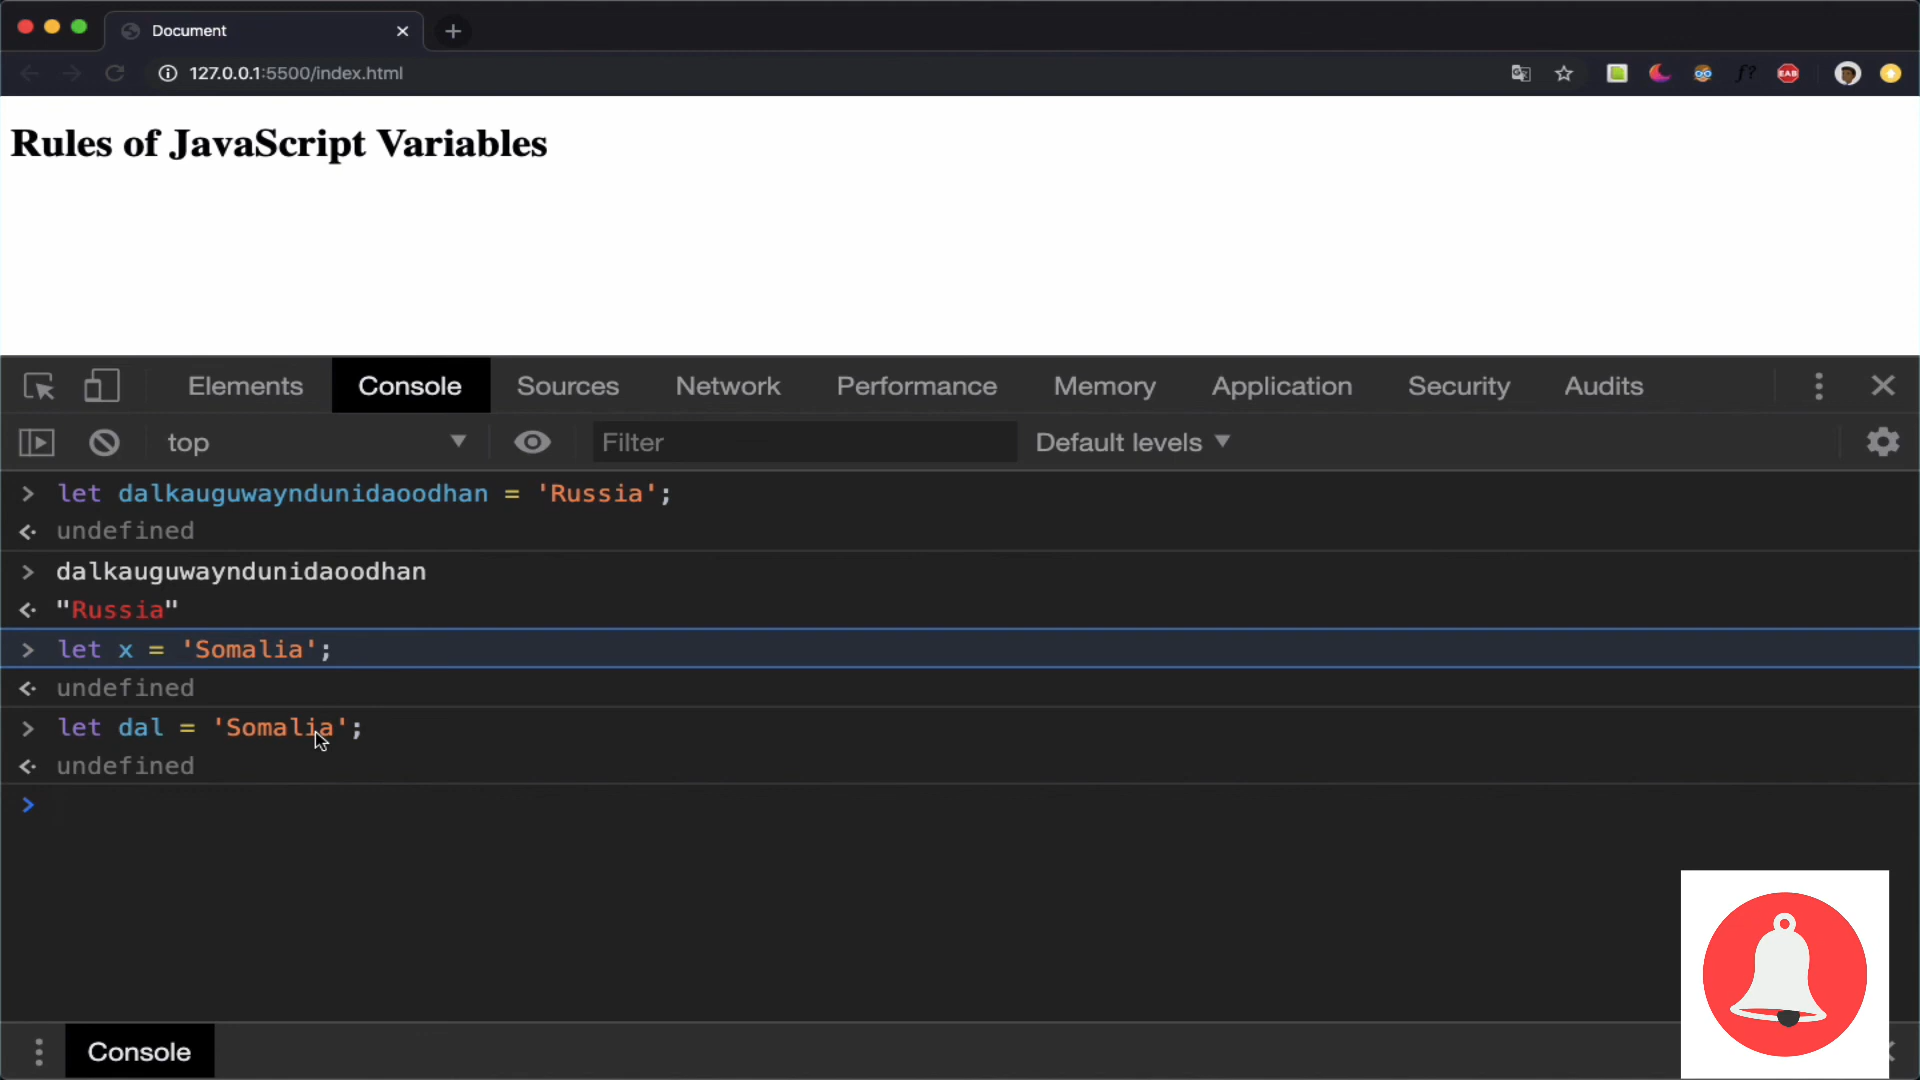 Document
127.0.0.1:5500/index.html
f?
EAB
Rules of JavaScript Variables
Elements Console Sources Network Performance Memory Application Security Audits
top Filter Default levels
> let dalkauguwayndunidaoodhan = 'Russia';
undefined
> dalkauguwayndunidaoodhan
"Russia"
> let x = 'Somalia';
undefined
> let dal = 'Somalia';
undefined
>
Console